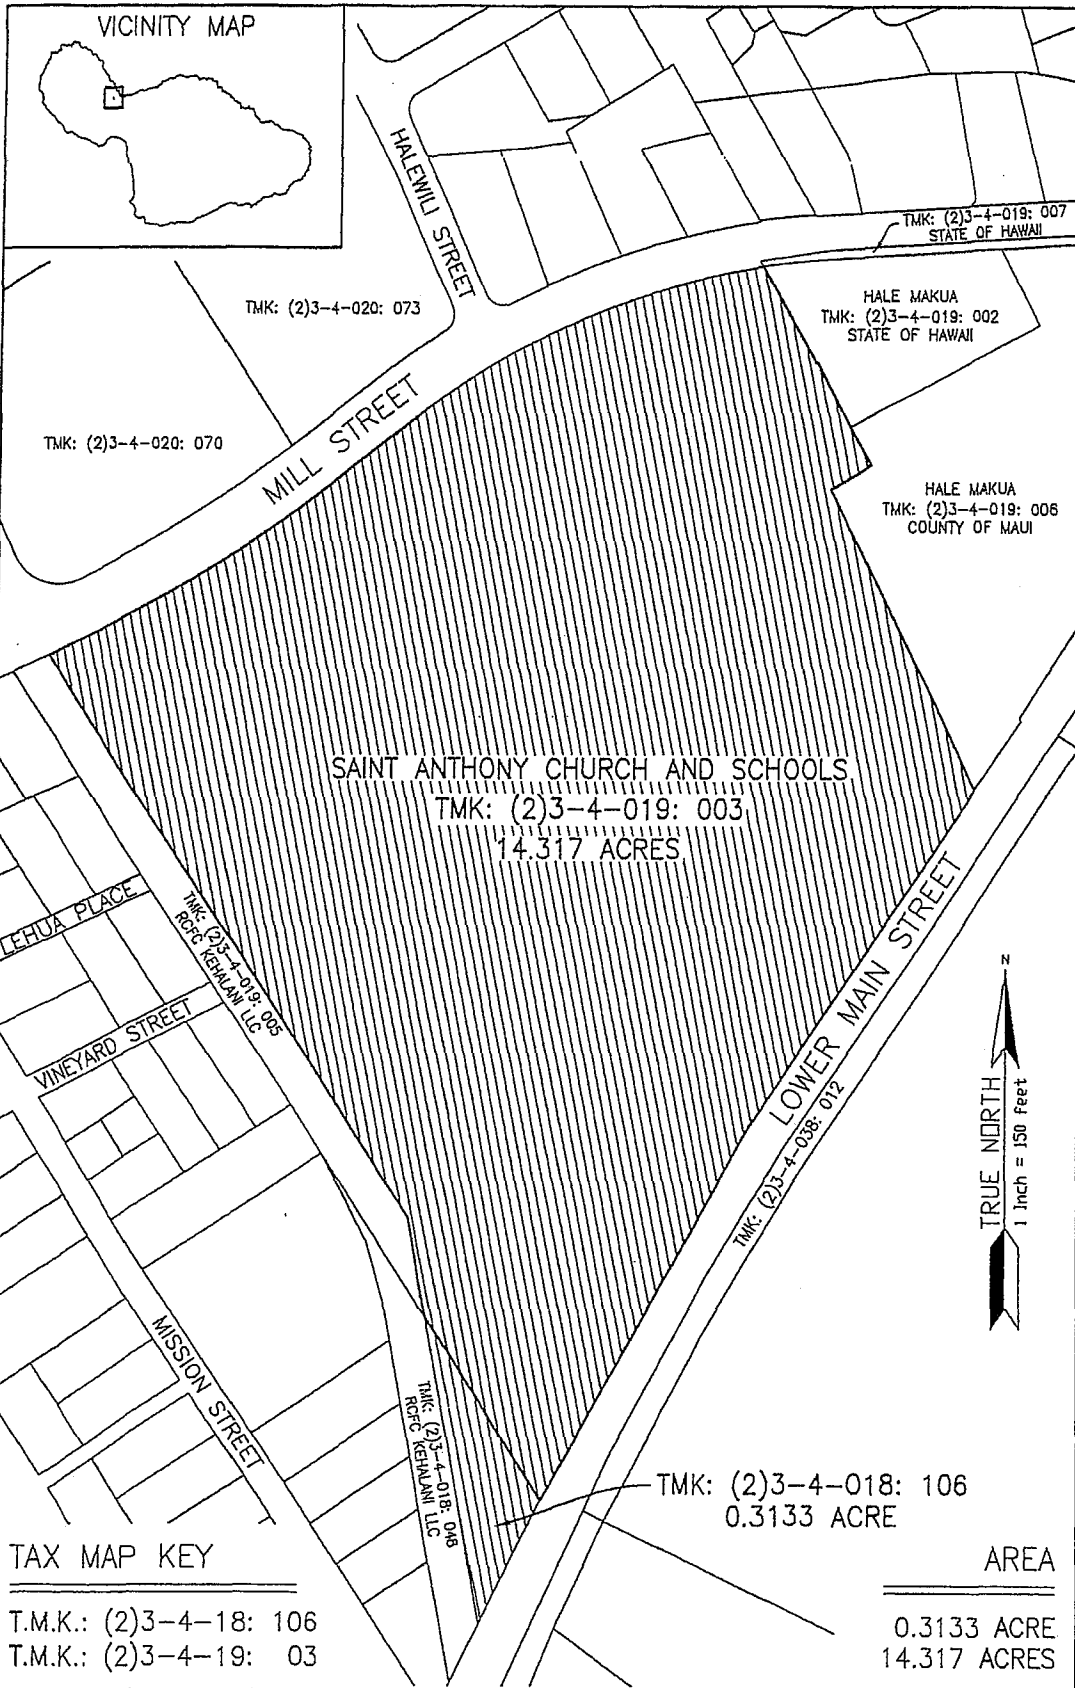 VICINITY MAP
HALEWILI STREET
TMK: (2)3-4-019: 007
STATE OF HAWAII
TMK: (2)3-4-020: 073
HALE MAKUA
TMK: (2)3-4-019: 002
STATE OF HAWAII
MILL STREET
TMK: (2)3-4-020: 070
HALE MAKUA
TMK: (2)3-4-019: 006
COUNTY OF MAUI
SAINT ANTHONY CHURCH AND SCHOOLS
TMK: (2)3-4-019: 003
14.317 ACRES
LEHUA PLACE
TMK: (2)3-4-019: 005
RCFC KEHALANI LLC
VINEYARD STREET
LOWER MAIN STREET
TMK: (2)3-4-038: 012
N
TRUE NORTH
1 Inch = 150 feet
MISSION STREET
TMK: (2)3-4-018: 046
RCFC KEHALANI LLC
TMK: (2)3-4-018: 106
0.3133 ACRE
TAX MAP KEY
AREA
T.M.K.: (2)3-4-18: 106
0.3133 ACRE
T.M.K.: (2)3-4-19: 03
14.317 ACRES